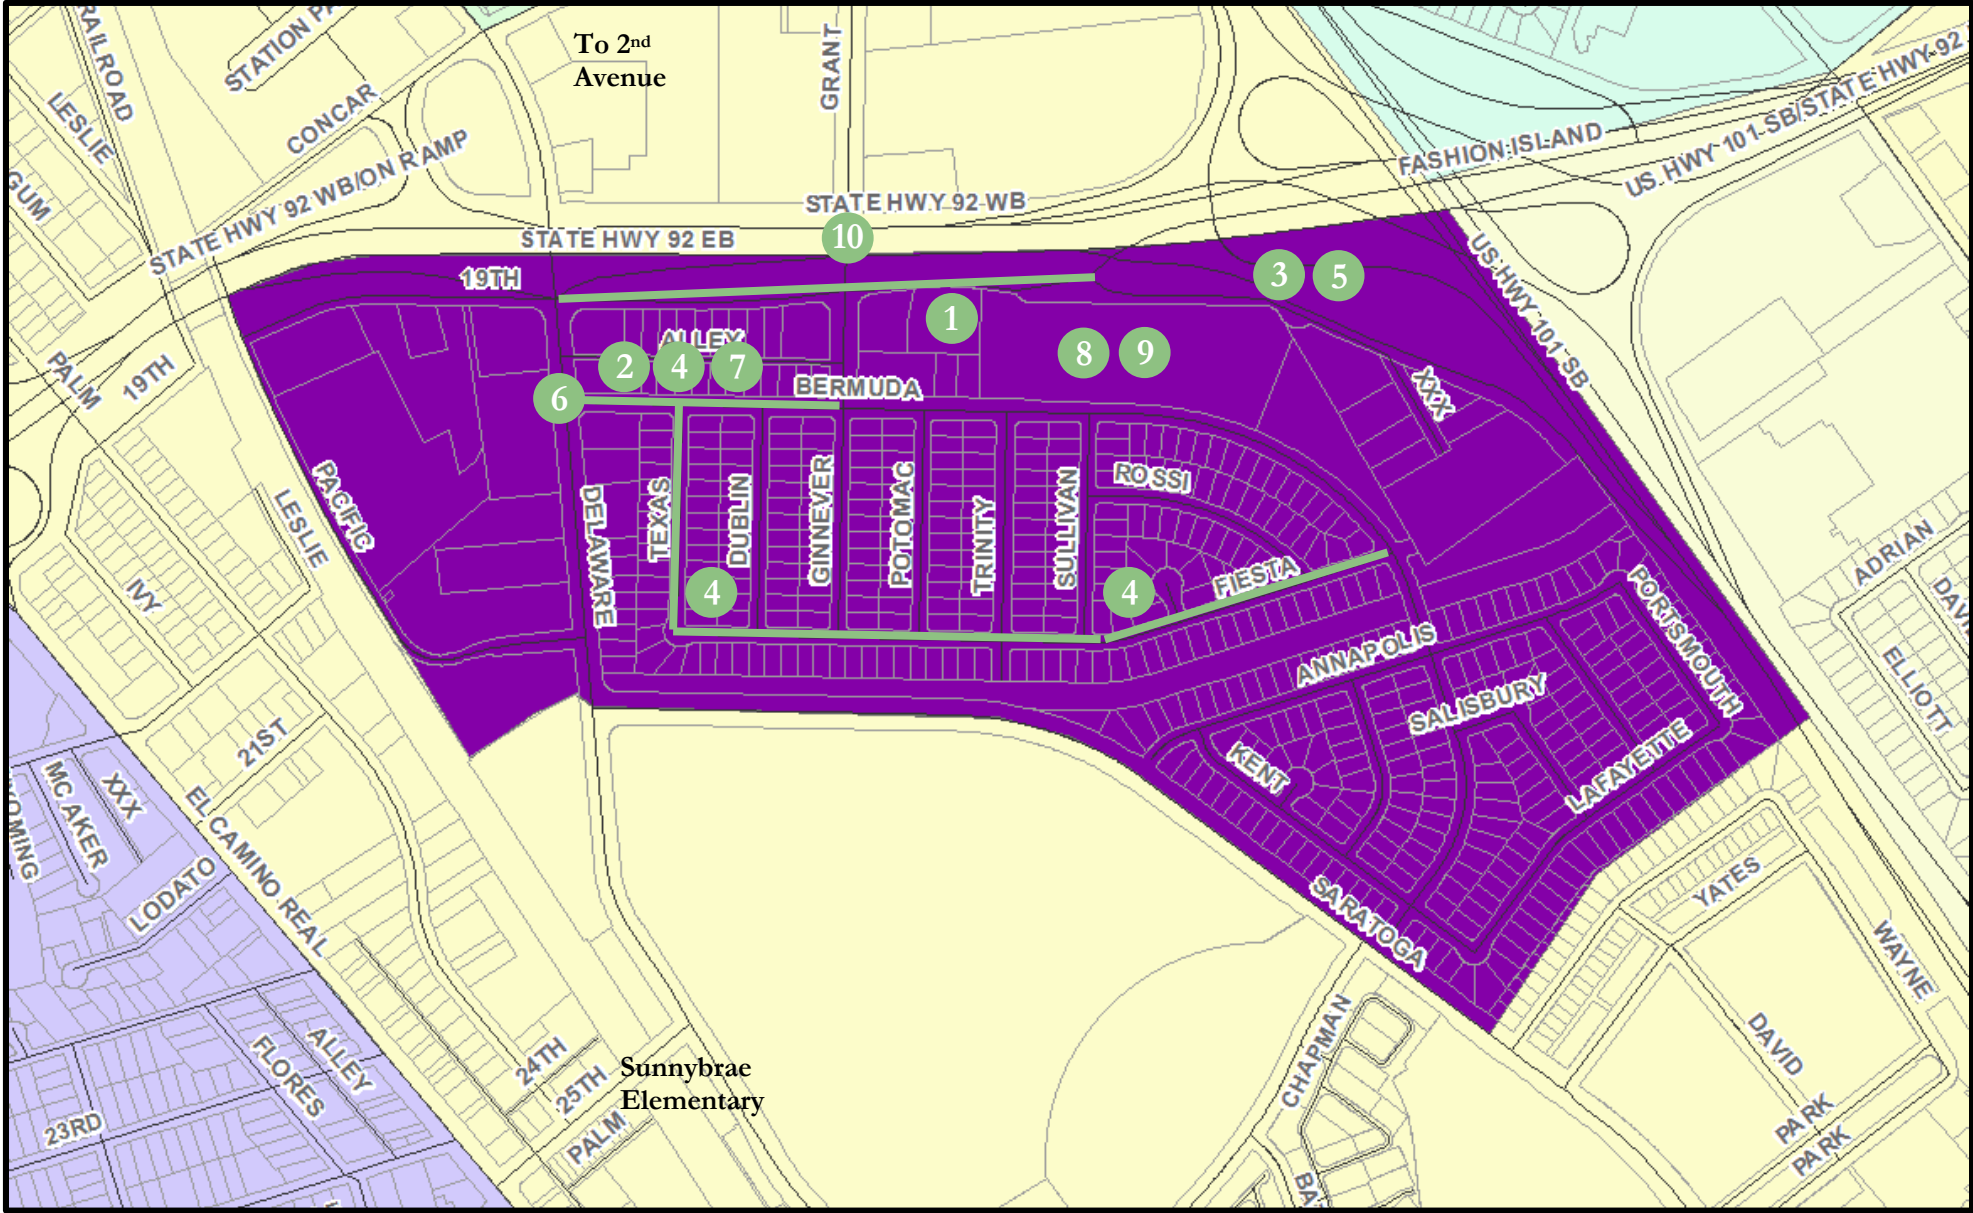 RAILROAD
STATION PA
To 2nd
Avenue
GRANT
LESLIE
CONCAR
GUM
STATE HWY 92 WB/ON RAMP
FASHION ISLAND
US HWY 101 SB/STATE HWY 92
STATE HWY 92 WB
STATE HWY 92 EB
10
19TH
3
5
US HWY 101 SB
1
ALLEY
2
4
7
8
9
PALM
19TH
6
BERMUDA
XXX
PACIFIC
LESLIE
DELAWARE
TEXAS
DUBLIN
GINNEVER
POTOMAC
TRINITY
SULLIVAN
ROSSI
FIESTA
4
4
IVY
ADRIAN
DAVI
ELLIOTT
PORTSMOUTH
ANNAPOLIS
SALISBURY
KENT
LAFAYETTE
21ST
OMING
MC AKER
XXX
LODATO
EL CAMINO REAL
SARATOGA
YATES
WAYNE
24TH
25TH
Sunnybrae
Elementary
PALM
FLORES
ALLEY
23RD
CHAPMAN
BA
DAVID
PARK
PARK